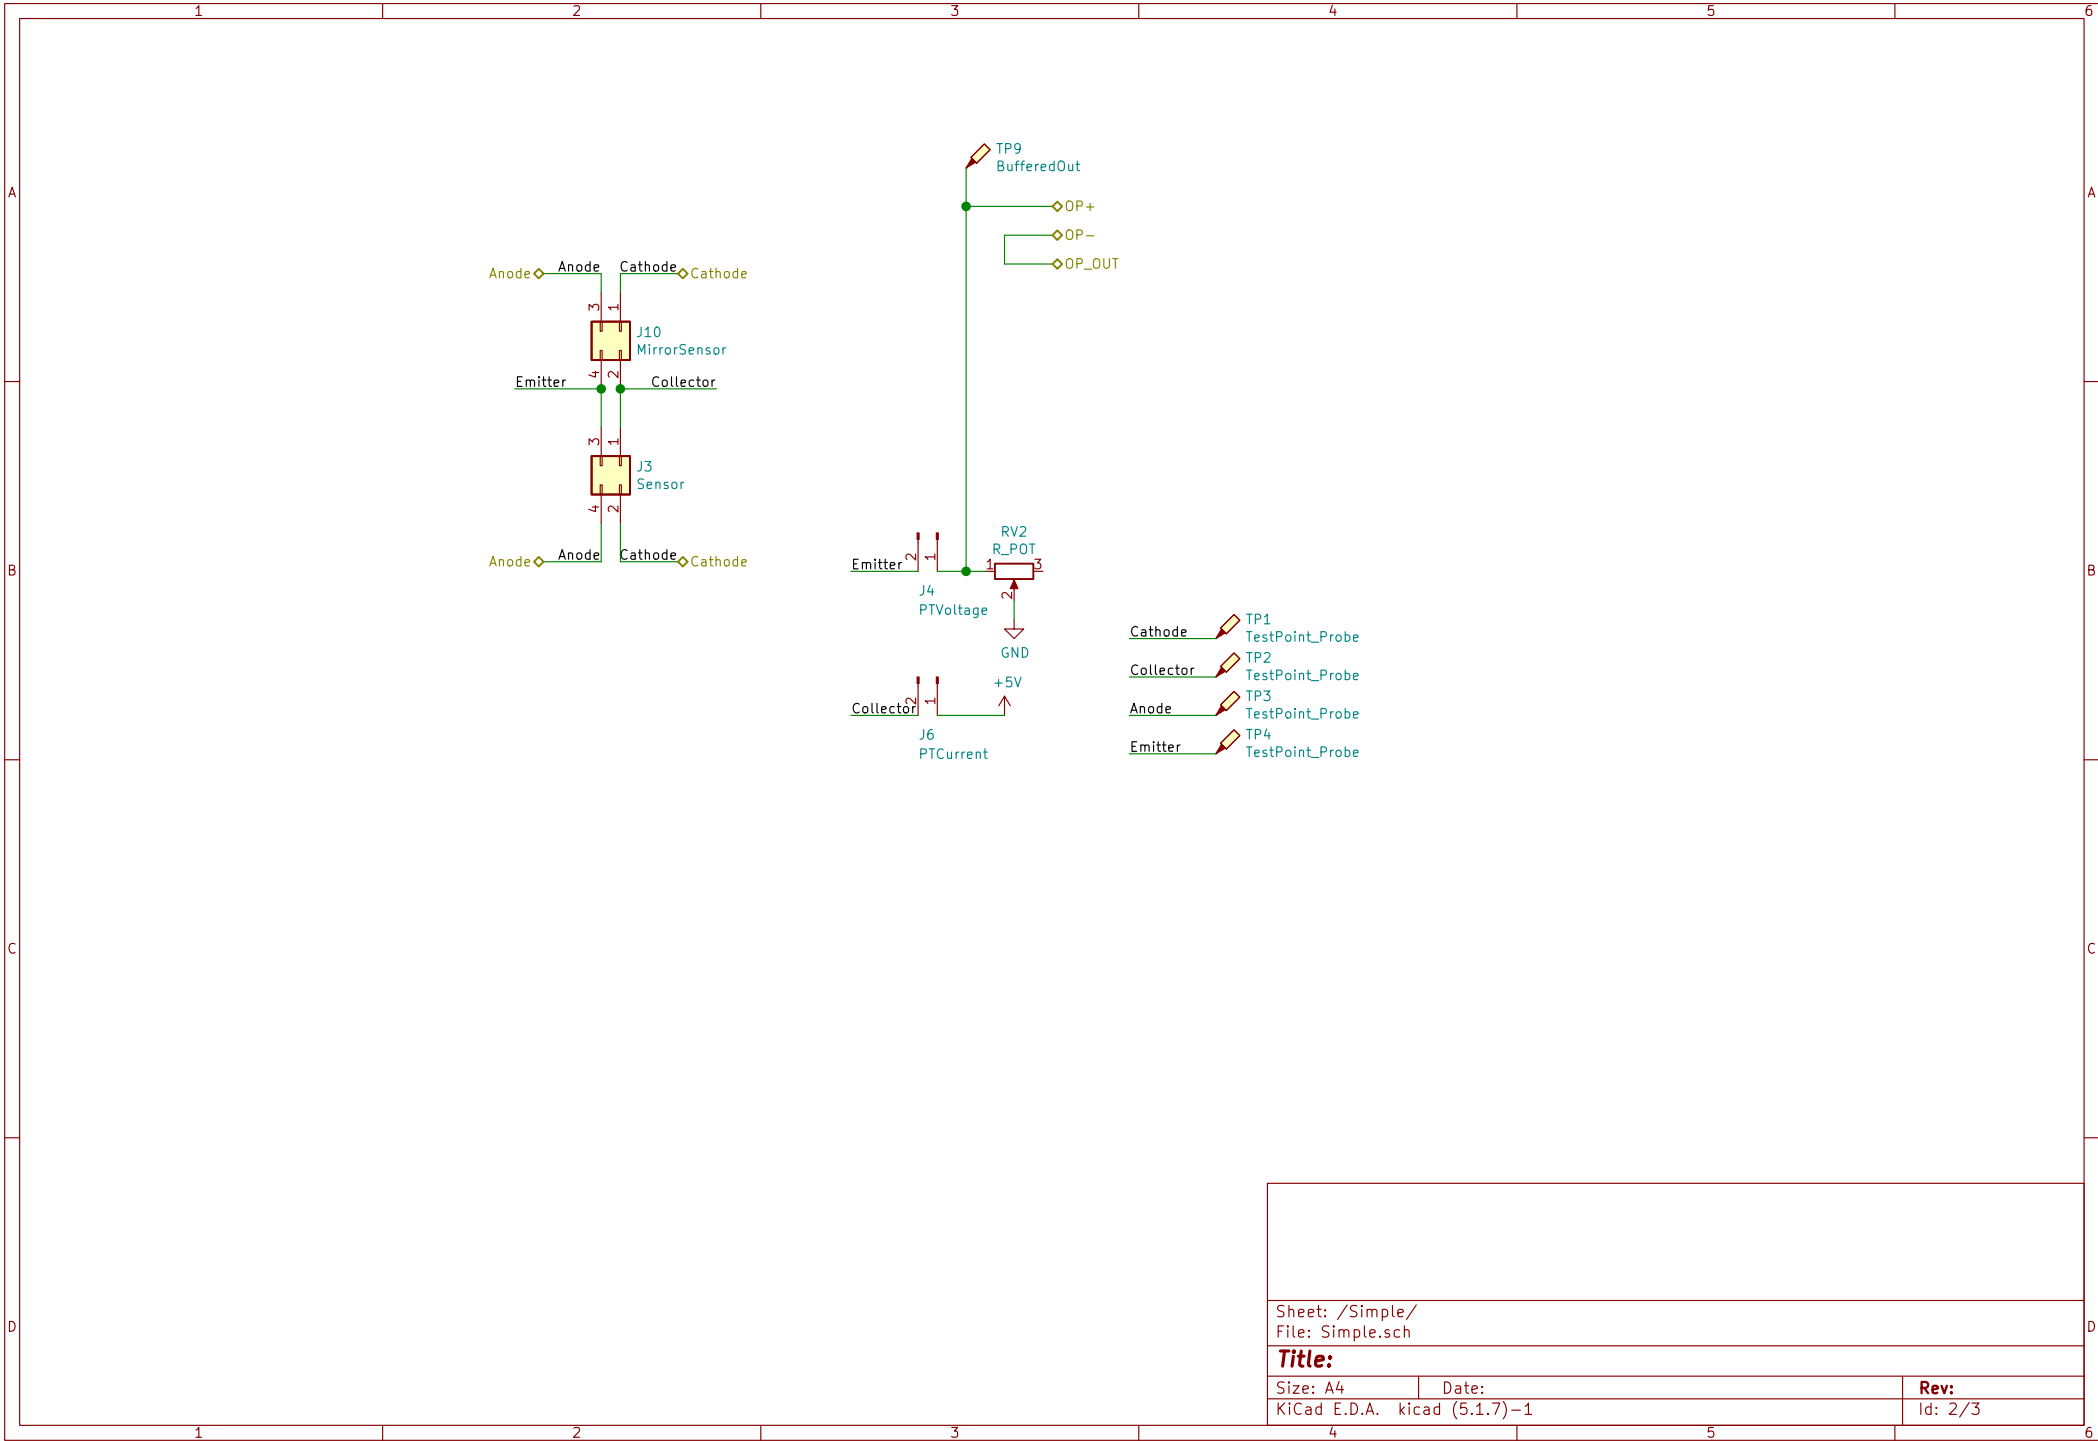 1 2 3 4 5 6
A A
TP9
BufferedOut
OP+
OP-
OP_OUT
Anode Anode Cathode Cathode
3 1
J10
MirrorSensor
4 2
Emitter Collector
3 1
J3
Sensor
4 2
Anode Anode Cathode Cathode
RV2
R_POT
Emitter 2 1 1 3
J4
PTVoltage
2
GND
B B
+5V
Collector 2 1
J6
PTCurrent
Cathode
TP1
TestPoint_Probe
Collector
TP2
TestPoint_Probe
Anode
TP3
TestPoint_Probe
Emitter
TP4
TestPoint_Probe
C C
D D
Sheet: /Simple/
File: Simple.sch
Title:
Size: A4 Date: Rev:
KiCad E.D.A. kicad (5.1.7)-1 Id: 2/3
1 2 3 4 5 6